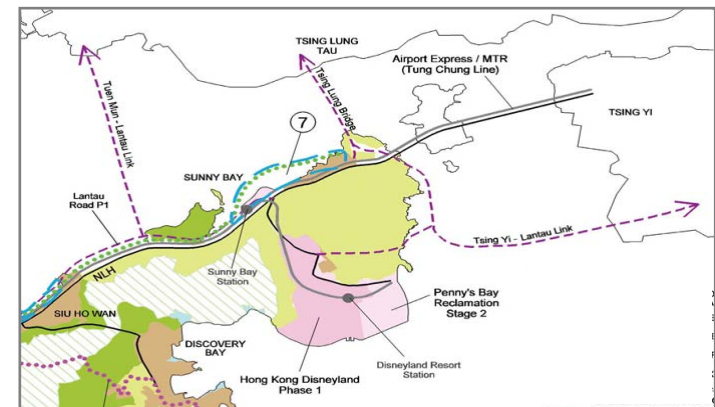 TSING LUNG
TAU
Airport Express / MTR
(Tung Chung Line)
TSING YI
Tuen Mun - Lantau Link
Tsing Lung Bridge
7
SUNNY BAY
Lantau
Road P1
Tsing Yi - Lantau Link
NLH
Sunny Bay
Station
SIU HO WAN
Penny's Bay
Reclamation
Stage 2
DISCOVERY
BAY
Disneyland Resort
Station
Hong Kong Disneyland
Phase 1